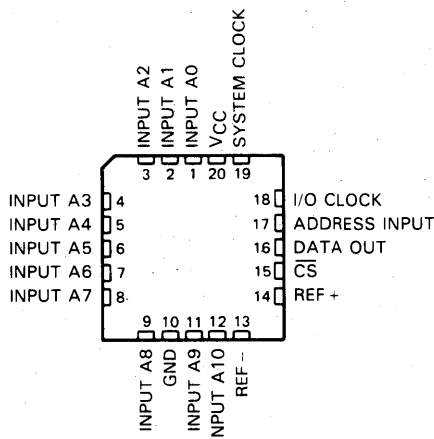 INPUT A2
INPUT A1
INPUT A0
VCC
SYSTEM CLOCK
3 2 1 20 19
INPUT A3 4
INPUT A4 5
INPUT A5 6
INPUT A6 7
INPUT A7 8
18 I/O CLOCK
17 ADDRESS INPUT
16 DATA OUT
15 C̅S̅
14 REF +
9 10 11 12 13
INPUT A8
GND
INPUT A9
NPUT A10
REF−